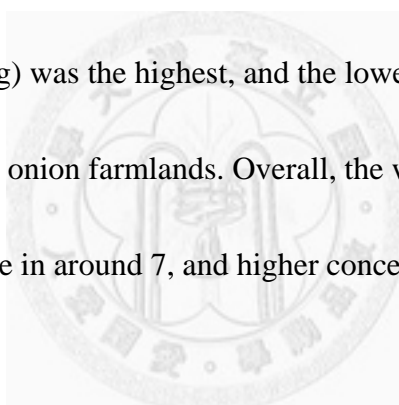 g) was the highest, and the lowe
onion farmlands. Overall, the v
e in around 7, and higher conce